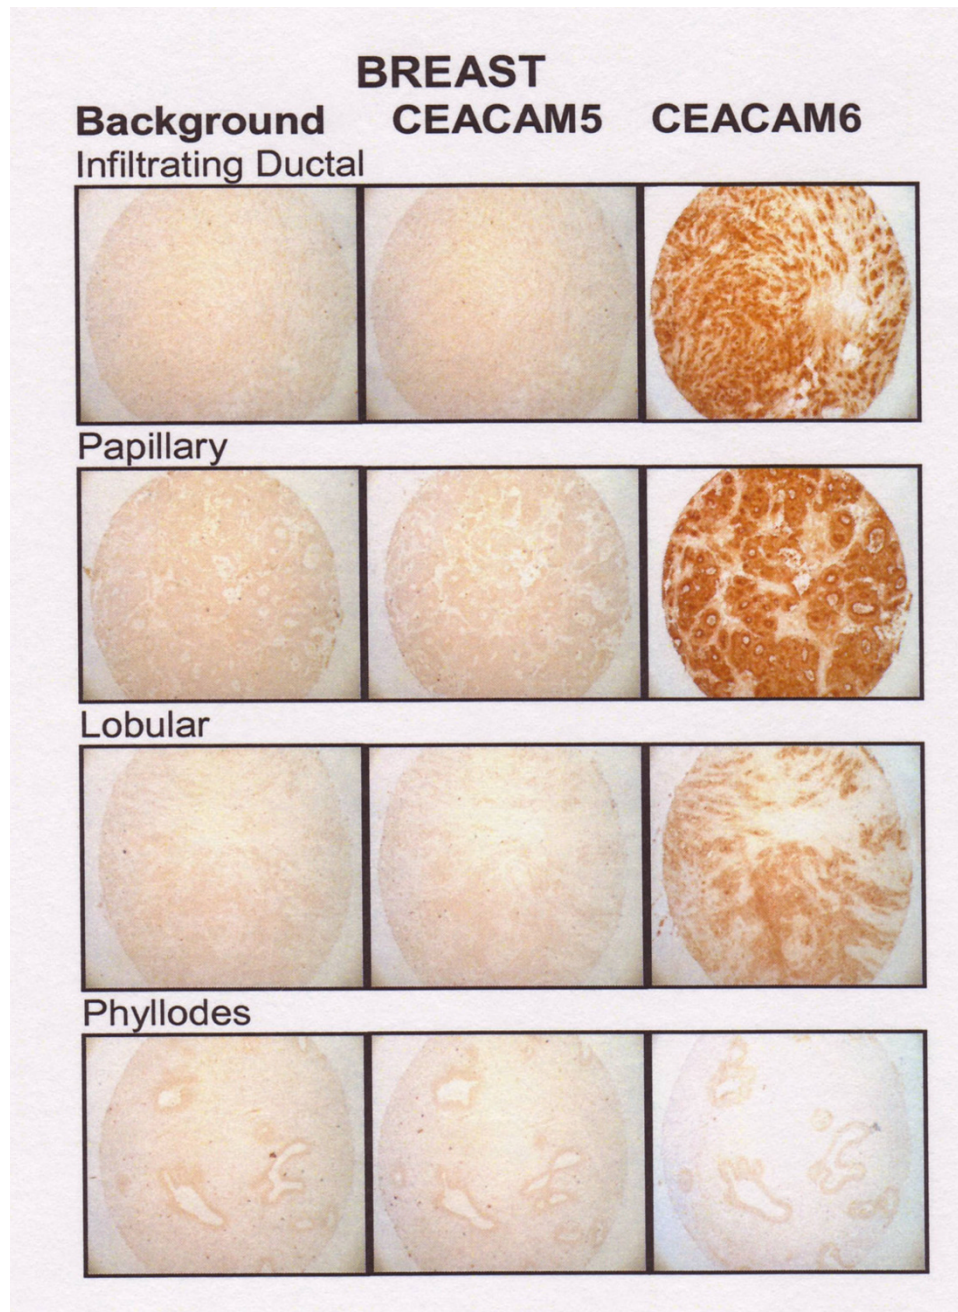 BREAST
Background CEACAM5 CEACAM6
Infiltrating Ductal
Papillary
Lobular
Phyllodes